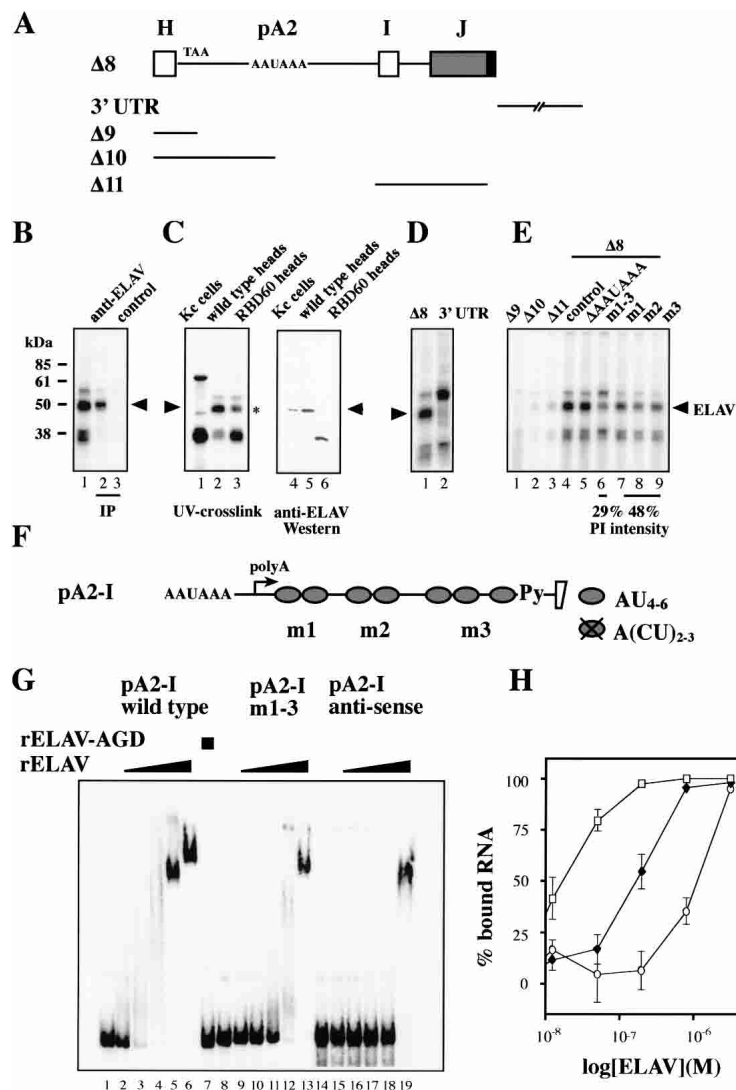 A
H pA2 I J
TAA
Δ8 AAUAAA
3' UTR
Δ9
Δ10
Δ11
B C D E
Δ8
anti-ELAV
control
Kc cells
wild type heads
RBD60 heads
Kc cells
wild type heads
RBD60 heads
Δ8 3' UTR
Δ9
Δ10
Δ11
control
ΔAAUAAA
m1-3
m1
m2
m3
kDa
85
61
50
38
*
ELAV
1 2 3
1 2 3
4 5 6
1 2
1 2 3 4 5 6 7 8 9
IP
UV-crosslink
anti-ELAV
Western
29% 48%
PI intensity
F
polyA
pA2-I AAUAAA Py AU4-6
m1 m2 m3 A(CU)2-3
G H
pA2-I
wild type
pA2-I
m1-3
pA2-I
anti-sense
rELAV-AGD
rELAV
1 2 3 4 5 6 7 8 9 10 11 12 13 14 15 16 17 18 19
% bound RNA
100
75
50
25
0
10-8 10-7 10-6
log[ELAV](M)